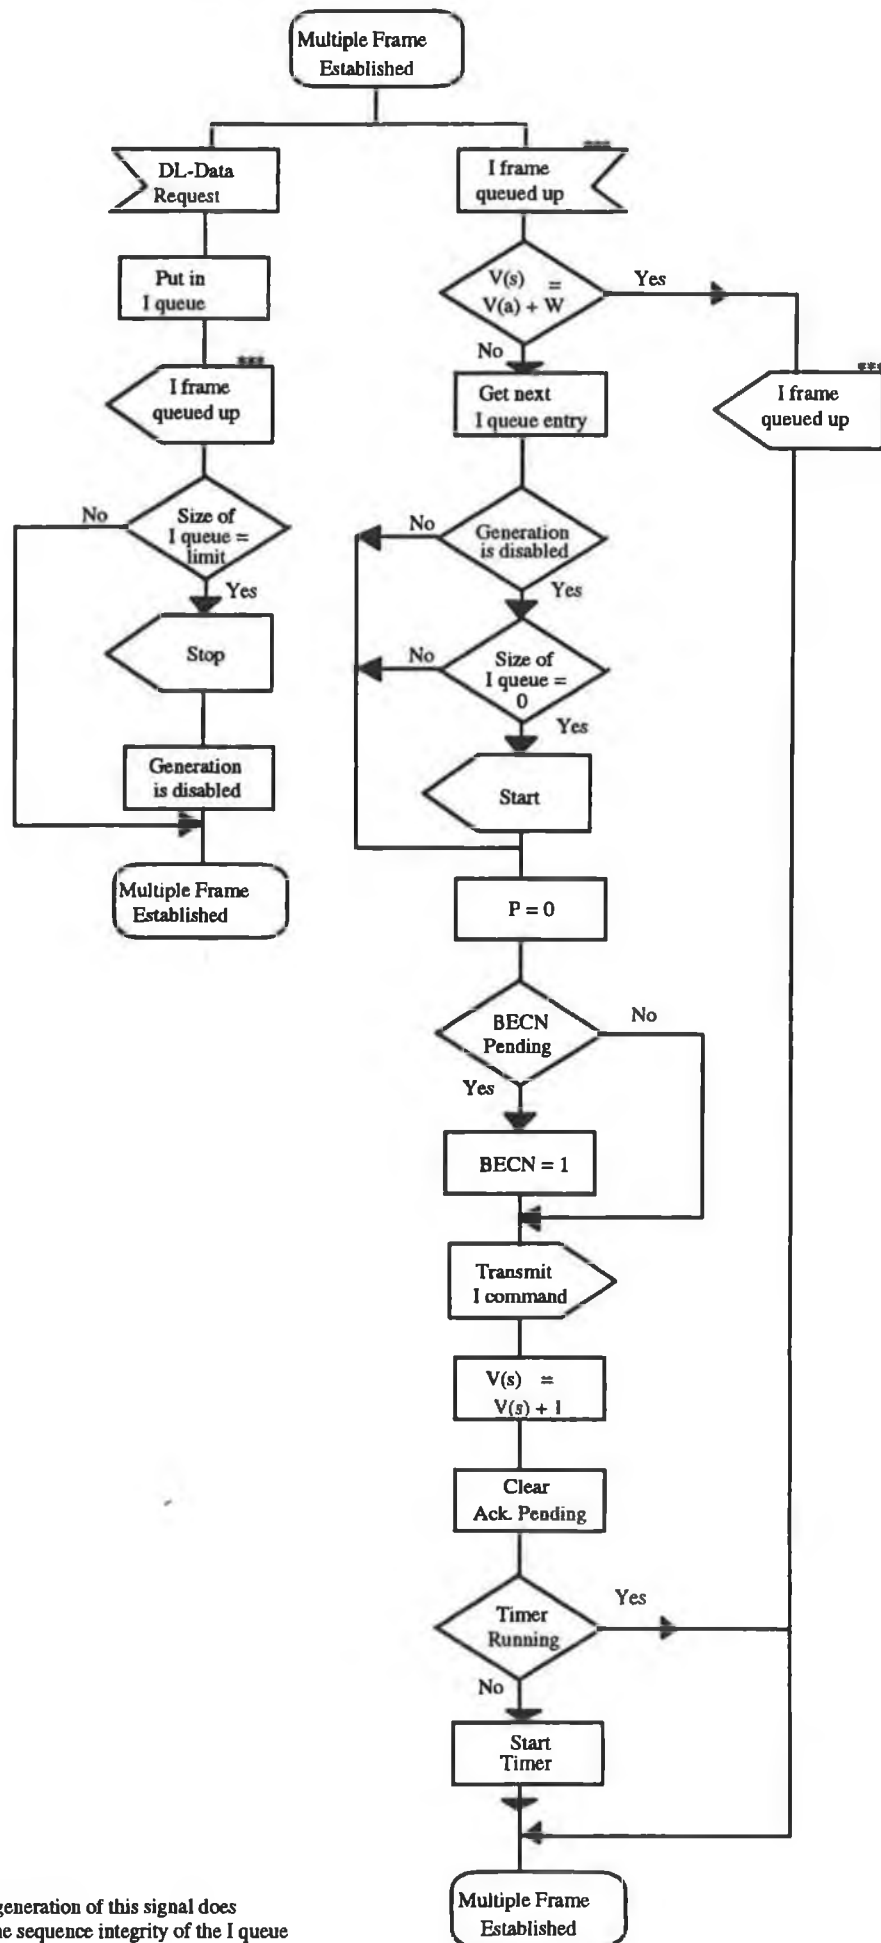 Multiple Frame
Established
DL-Data
Request
Put in
I queue
***
I frame
queued up
No
Size of
I queue =
limit
Yes
Stop
Generation
is disabled
Multiple Frame
Established
***
I frame
queued up
V(s) =
V(a) + W
Yes
No
Get next
I queue entry
No
Generation
is disabled
Yes
No
Size of
I queue =
0
Yes
Start
P = 0
BECN
Pending
No
Yes
BECN = 1
Transmit
I command
V(s) =
V(s) + 1
Clear
Ack. Pending
Timer
Running
Yes
No
Start
Timer
Multiple Frame
Established
***
I frame
queued up
generation of this signal does
sequence integrity of the I queue